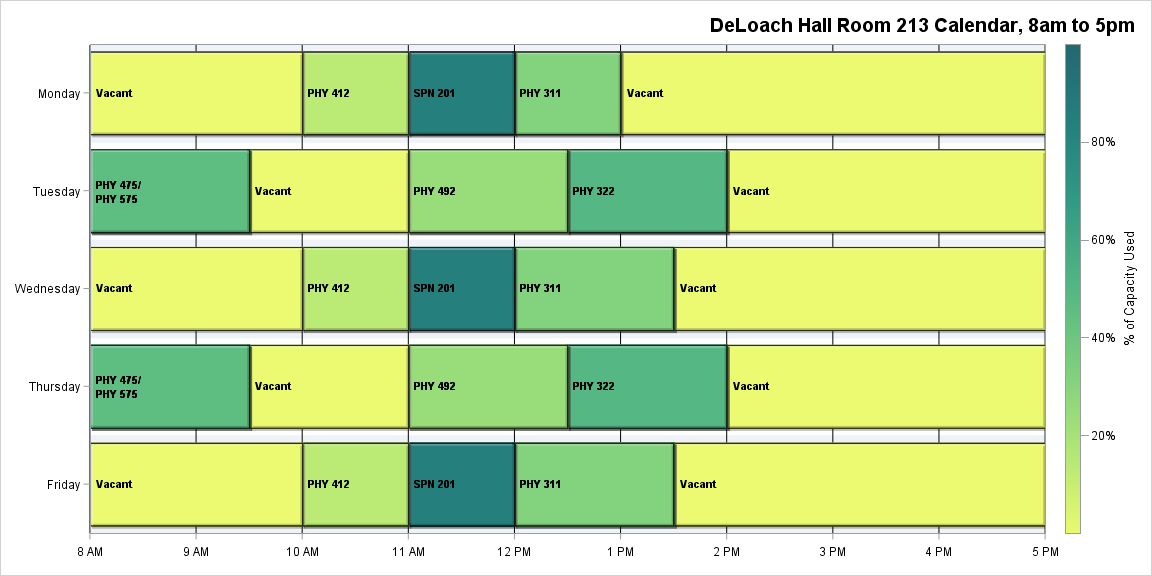 DeLoach Hall Room 213 Calendar, 8am to 5pm
Monday
Vacant
PHY 412
SPN 201
PHY 311
Vacant
Tuesday
PHY 475/
PHY 575
Vacant
PHY 492
PHY 322
Vacant
Wednesday
Vacant
PHY 412
SPN 201
PHY 311
Vacant
Thursday
PHY 475/
PHY 575
Vacant
PHY 492
PHY 322
Vacant
Friday
Vacant
PHY 412
SPN 201
PHY 311
Vacant
8 AM
9 AM
10 AM
11 AM
12 PM
1 PM
2 PM
3 PM
4 PM
5 PM
80%
60%
40%
20%
% of Capacity Used